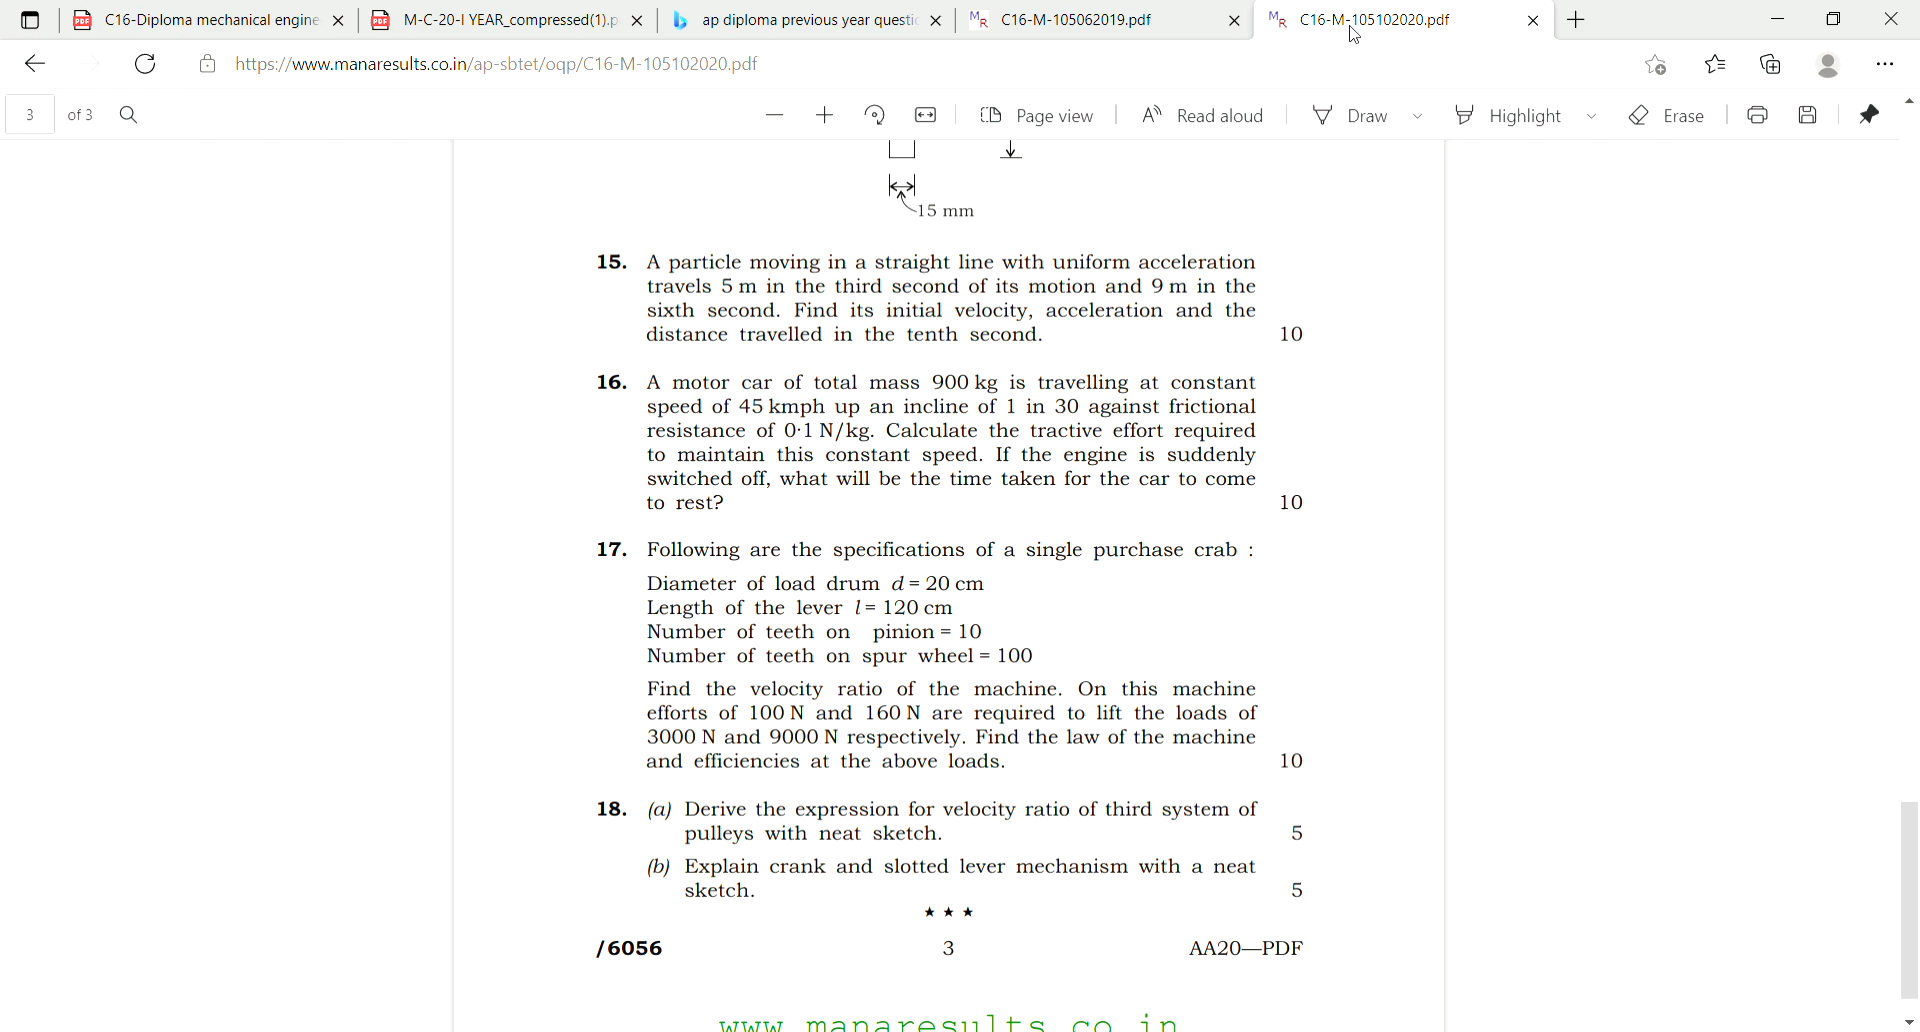 C16-Diploma mechanical engine
M-C-20-I YEAR_compressed(1).p
ap diploma previous year questi
C16-M-105062019.pdf
C16-M-105102020.pdf
https://www.manaresults.co.in/ap-sbtet/oqp/C16-M-105102020.pdf
3 of 3
Page view
Read aloud
Draw
Highlight
Erase
15 mm
15. A particle moving in a straight line with uniform acceleration
travels 5 m in the third second of its motion and 9 m in the
sixth second. Find its initial velocity, acceleration and the
distance travelled in the tenth second. 10
16. A motor car of total mass 900 kg is travelling at constant
speed of 45 kmph up an incline of 1 in 30 against frictional
resistance of 0·1 N/kg. Calculate the tractive effort required
to maintain this constant speed. If the engine is suddenly
switched off, what will be the time taken for the car to come
to rest? 10
17. Following are the specifications of a single purchase crab :
Diameter of load drum d = 20 cm
Length of the lever l = 120 cm
Number of teeth on pinion = 10
Number of teeth on spur wheel = 100
Find the velocity ratio of the machine. On this machine
efforts of 100 N and 160 N are required to lift the loads of
3000 N and 9000 N respectively. Find the law of the machine
and efficiencies at the above loads. 10
18. (a) Derive the expression for velocity ratio of third system of
pulleys with neat sketch. 5
(b) Explain crank and slotted lever mechanism with a neat
sketch. 5
★ ★ ★
/6056 3 AA20—PDF
www.manaresults.co.in